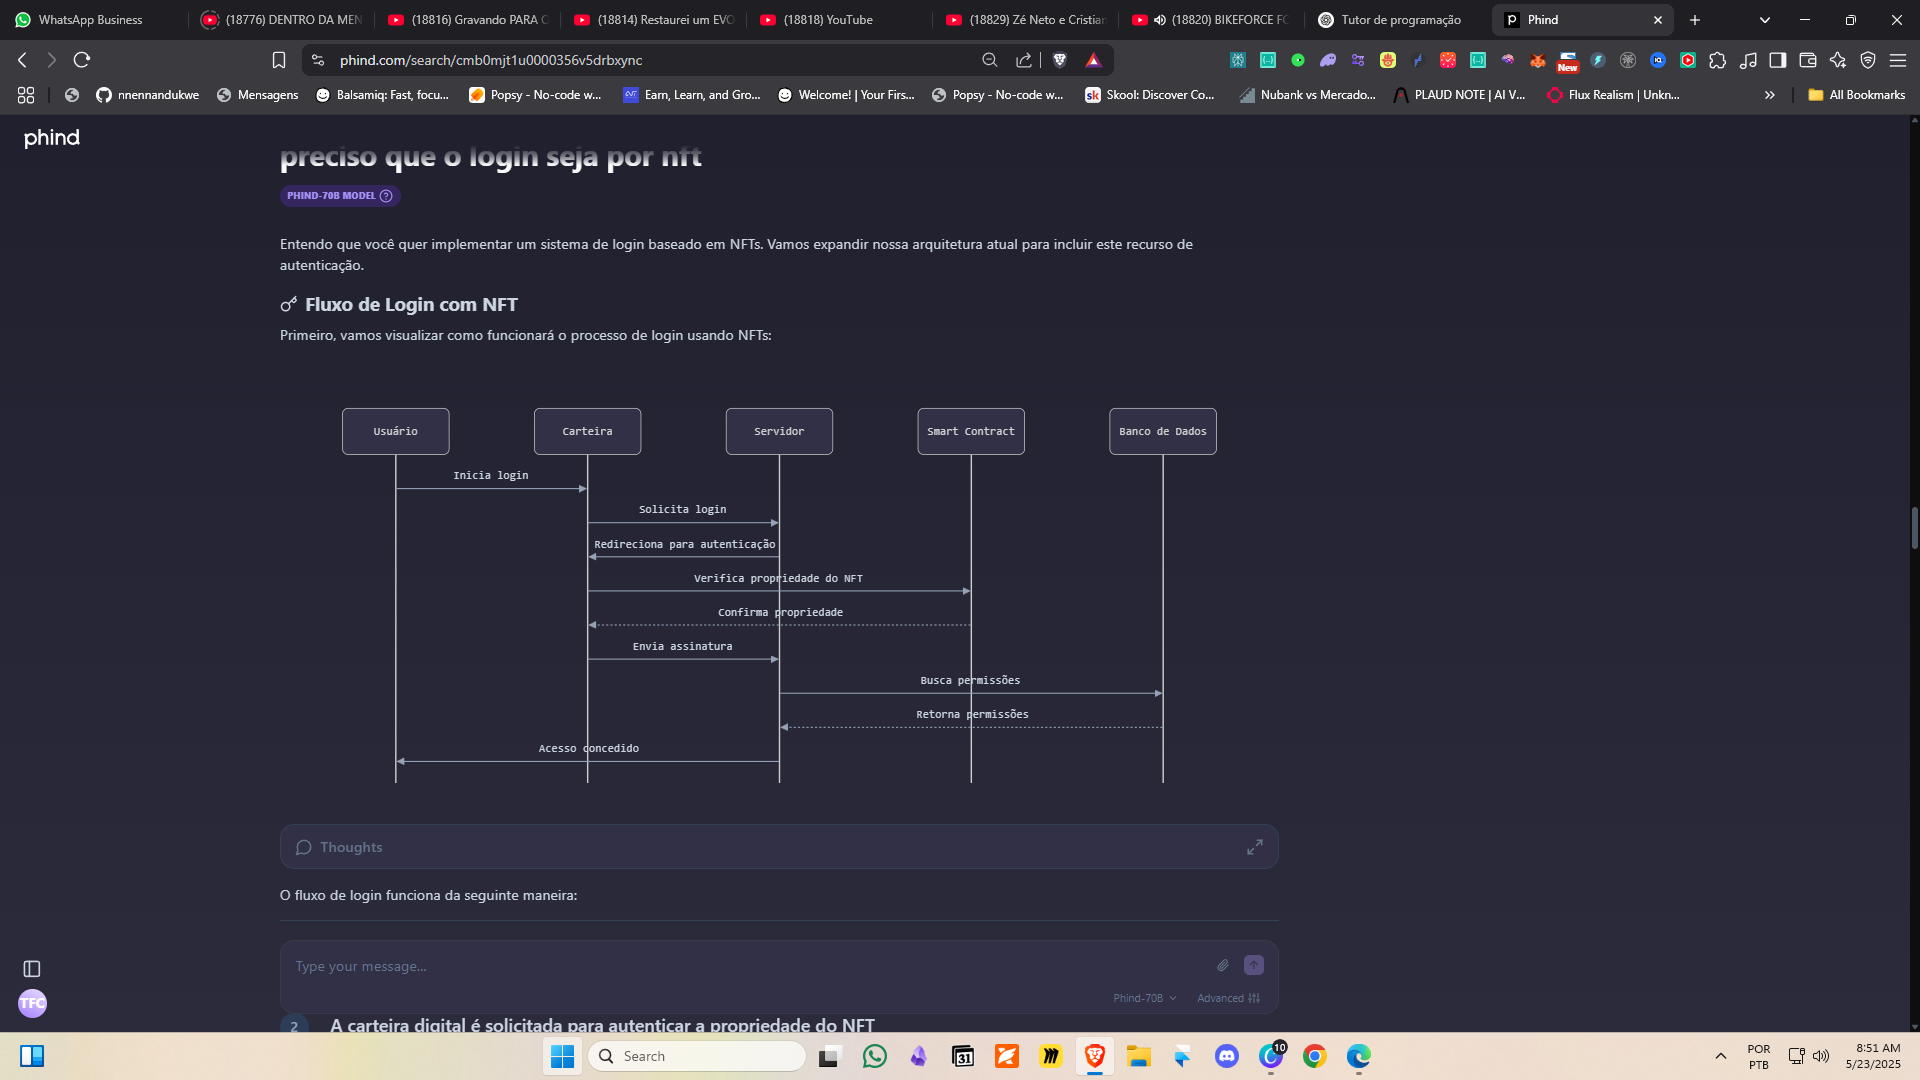 WhatsApp Business
(18776) DENTRO DA MEN
(18816) Gravando PARA
(18814) Restaurei um EVO
(18818) YouTube
(18829) Zé Neto e Cristian
(18820) BIKEFORCE FC
Tutor de programação
Phind
phind.com/search/cmb0mjt1u0000356v5drbxync
New
nnennandukwe
Mensagens
Balsamiq: Fast, focu...
Popsy - No-code w...
Earn, Learn, and Gro...
Welcome! | Your Firs...
Popsy - No-code w...
sk Skool: Discover Co...
Nubank vs Mercado...
PLAUD NOTE | AI V...
Flux Realism | Unkn...
All Bookmarks
phind
preciso que o login seja por nft
PHIND-70B MODEL
Entendo que você quer implementar um sistema de login baseado em NFTs. Vamos expandir nossa arquitetura atual para incluir este recurso de
autenticação.
Fluxo de Login com NFT
Primeiro, vamos visualizar como funcionará o processo de login usando NFTs:
Usuário
Carteira
Servidor
Smart Contract
Banco de Dados
Inicia login
Solicita login
Redireciona para autenticação
Verifica propriedade do NFT
Confirma propriedade
Envia assinatura
Busca permissões
Retorna permissões
Acesso concedido
Thoughts
O fluxo de login funciona da seguinte maneira:
Type your message...
Phind-70B
Advanced
TFC
2 A carteira digital é solicitada para autenticar a propriedade do NFT
Search
31
10
POR
PTB
8:51 AM
5/23/2025